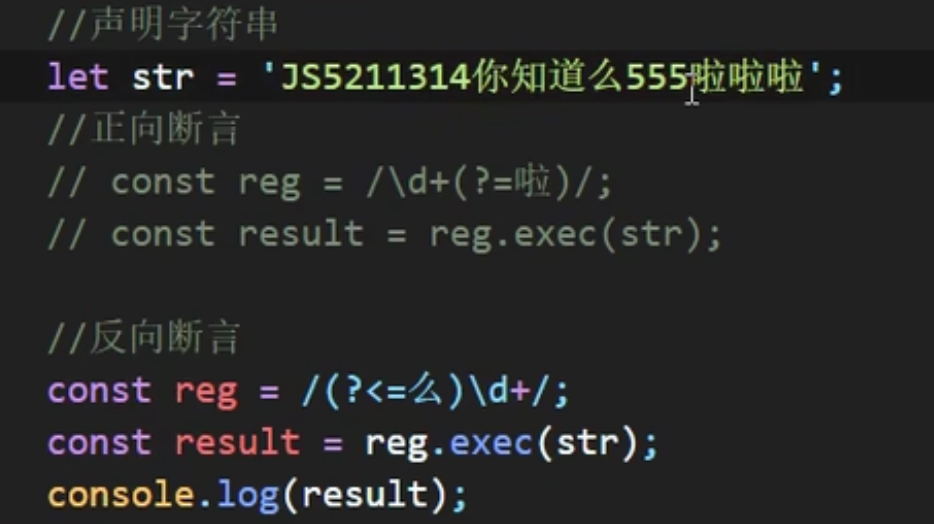 //声明字符串
let str = 'JS5211314你知道么555啦啦啦';
//正向断言
// const reg = /\d+(?=啦)/;
// const result = reg.exec(str);
//反向断言
const reg = /(?<=么)\d+/;
const result = reg.exec(str);
console.log(result);